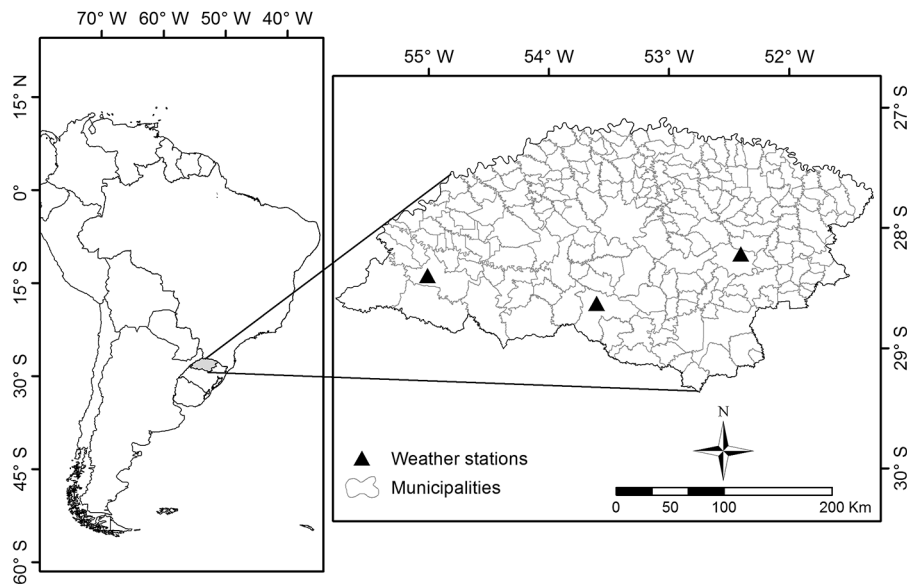 70° W 60° W 50° W 40° W
55° W 54° W 53° W 52° W
15° N
0°
15° S
30° S
45° S
60° S
27° S
28° S
29° S
30° S
N
Weather stations
Municipalities
0 50 100 200 Km